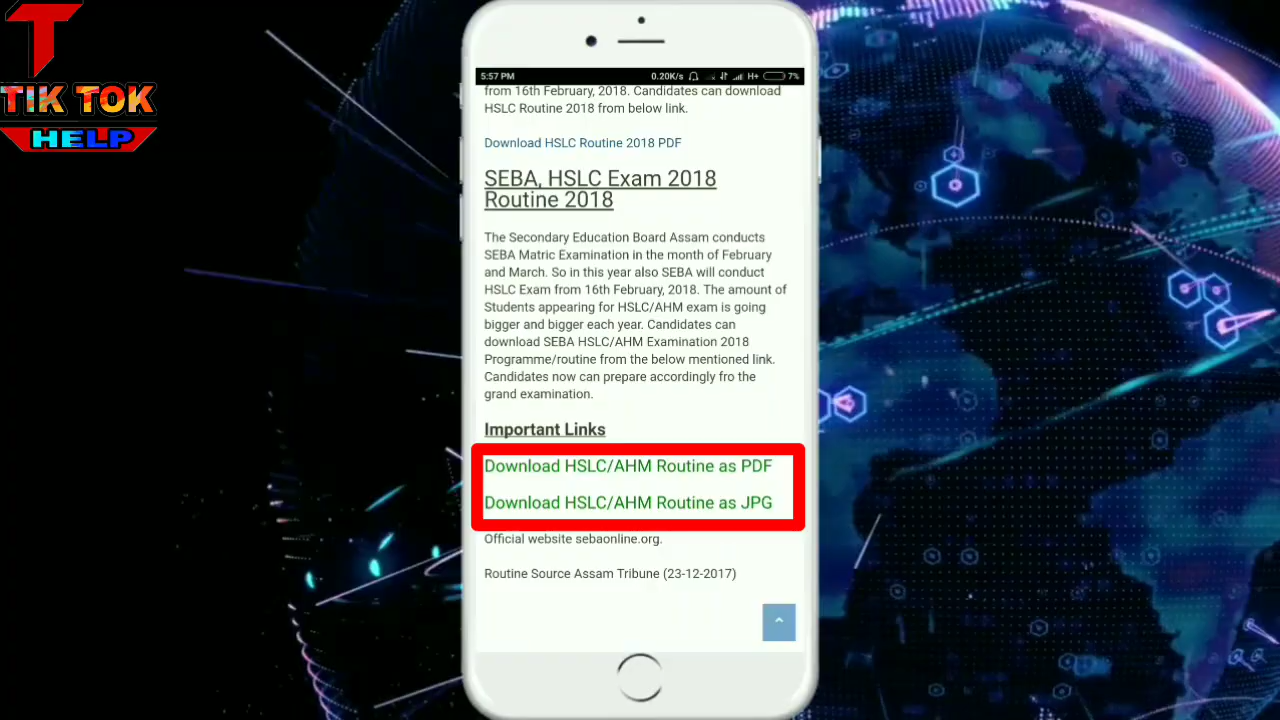 T
TIK TOK
HELP
5:57 PM 0.20K/s H+ 7%
from 16th February, 2018. Candidates can download
HSLC Routine 2018 from below link.
Download HSLC Routine 2018 PDF
SEBA, HSLC Exam 2018
Routine 2018
The Secondary Education Board Assam conducts
SEBA Matric Examination in the month of February
and March. So in this year also SEBA will conduct
HSLC Exam from 16th February, 2018. The amount of
Students appearing for HSLC/AHM exam is going
bigger and bigger each year. Candidates can
download SEBA HSLC/AHM Examination 2018
Programme/routine from the below mentioned link.
Candidates now can prepare accordingly fro the
grand examination.
Important Links
Download HSLC/AHM Routine as PDF
Download HSLC/AHM Routine as JPG
Official website sebaonline.org.
Routine Source Assam Tribune (23-12-2017)